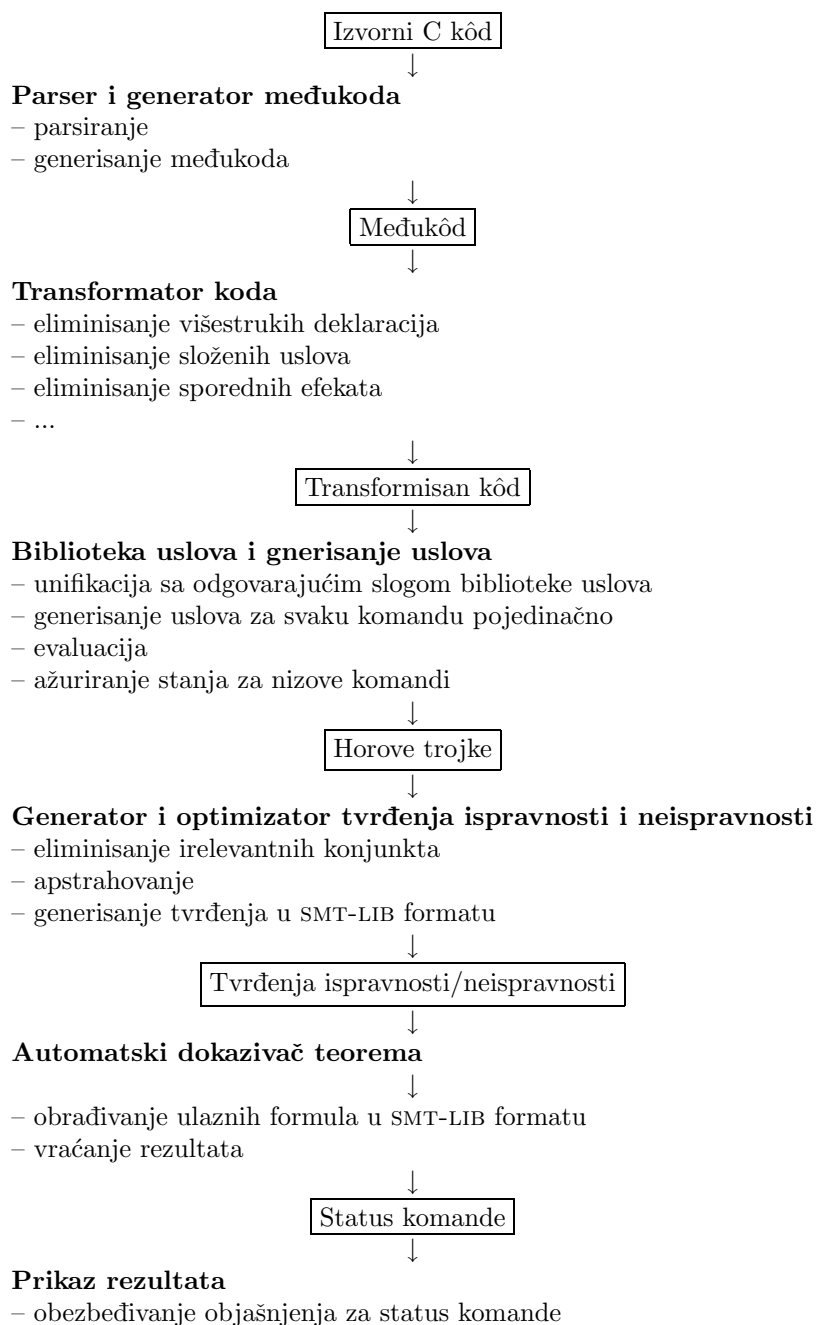 Izvorni C kôd
↓
Parser i generator međukoda
– parsiranje
– generisanje međukoda
↓
Međukôd
↓
Transformator koda
– eliminisanje višestrukih deklaracija
– eliminisanje složenih uslova
– eliminisanje sporednih efekata
– ...
↓
Transformisan kôd
↓
Biblioteka uslova i gnerisanje uslova
– unifikacija sa odgovarajućim slogom biblioteke uslova
– generisanje uslova za svaku komandu pojedinačno
– evaluacija
– ažuriranje stanja za nizove komandi
↓
Horove trojke
↓
Generator i optimizator tvrđenja ispravnosti i neispravnosti
– eliminisanje irelevantnih konjunkta
– apstrahovanje
– generisanje tvrđenja u SMT-LIB formatu
↓
Tvrđenja ispravnosti/neispravnosti
↓
Automatski dokazivač teorema
↓
– obrađivanje ulaznih formula u SMT-LIB formatu
– vraćanje rezultata
↓
Status komande
↓
Prikaz rezultata
– obezbeđivanje objašnjenja za status komande